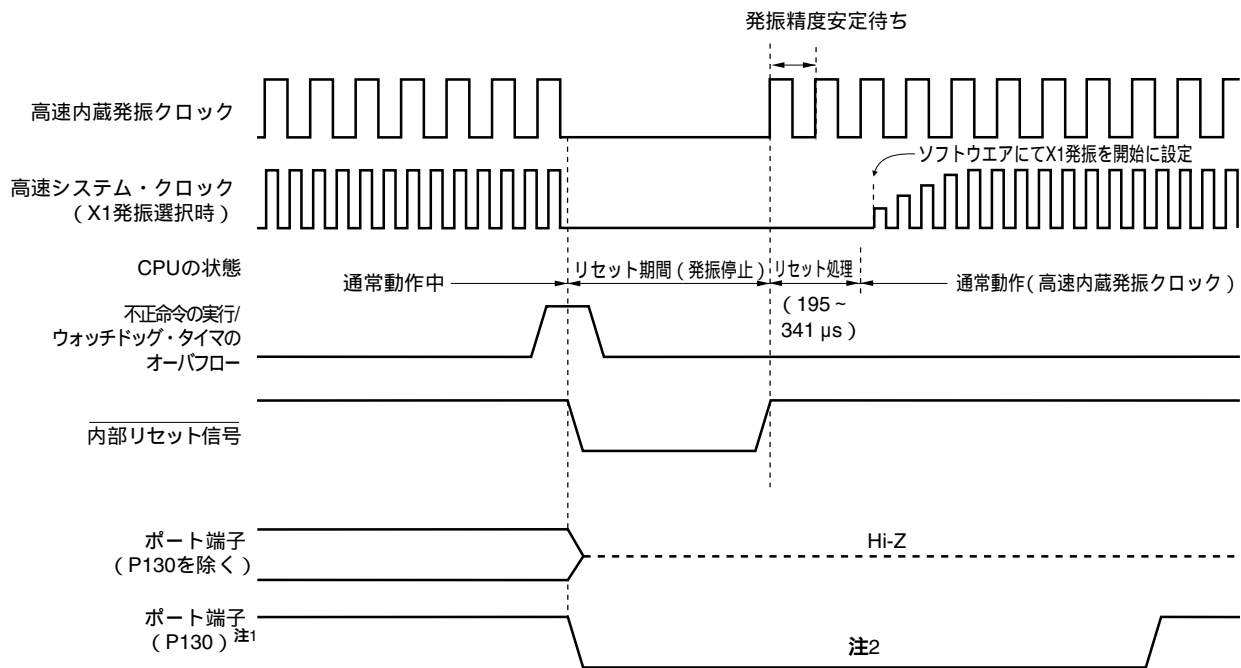 発振精度安定待ち
高速内蔵発振クロック
ソフトウエアにてX1発振を開始に設定
高速システム・クロック
（X1発振選択時）
CPUの状態
通常動作中
リセット期間（発振停止）
リセット処理
通常動作（高速内蔵発振クロック）
（195～
341 μs）
不正命令の実行/
ウォッチドッグ・タイマの
オーバフロー
内部リセット信号
ポート端子
（P130を除く）
Hi-Z
ポート端子
（P130）注1
注2